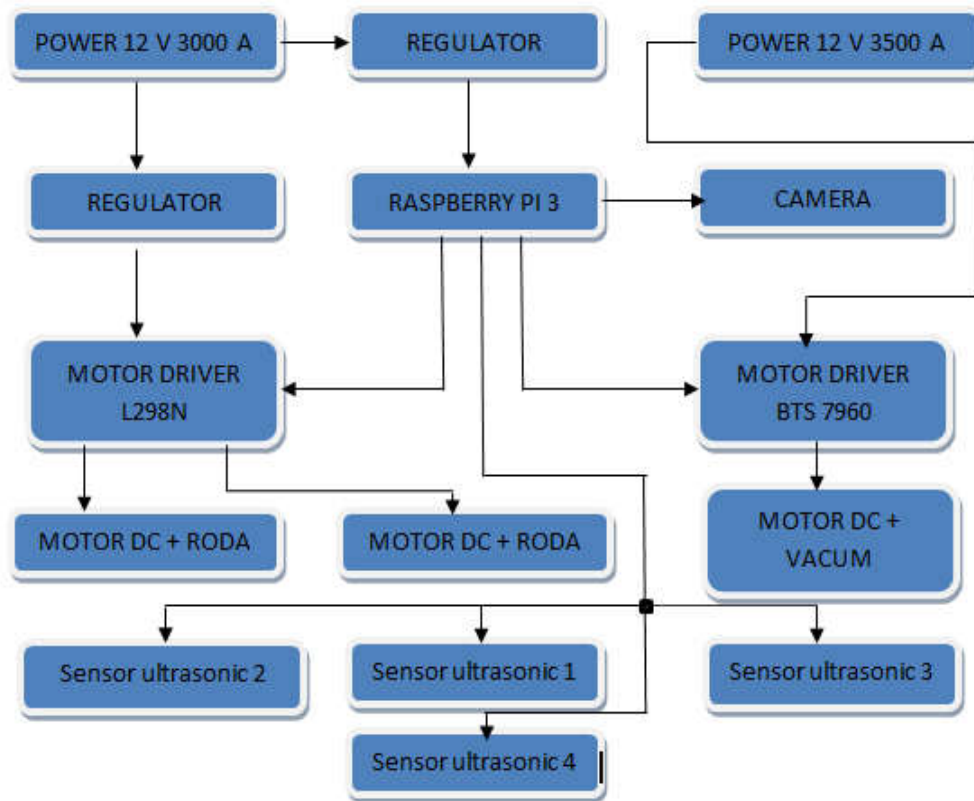 POWER 12 V 3000 A
REGULATOR
POWER 12 V 3500 A
REGULATOR
RASPBERRY PI 3
CAMERA
MOTOR DRIVER
L298N
MOTOR DRIVER
BTS 7960
MOTOR DC + RODA
MOTOR DC + RODA
MOTOR DC +
VACUM
Sensor ultrasonic 2
Sensor ultrasonic 1
Sensor ultrasonic 3
Sensor ultrasonic 4